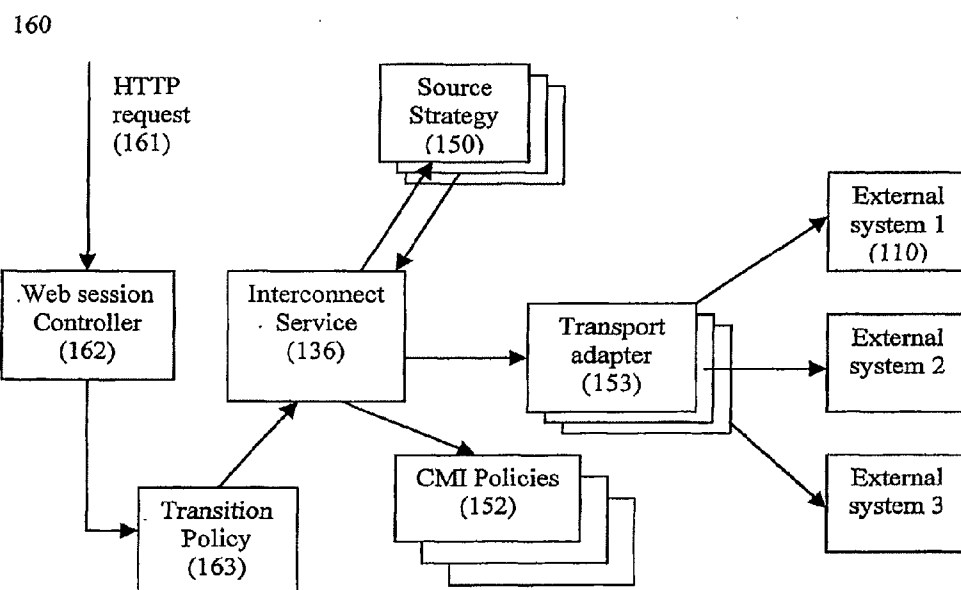 160
HTTP
request
(161)
Source
Strategy
(150)
External
system 1
(110)
.Web session
Controller
(162)
Interconnect
Service
(136)
Transport
adapter
(153)
External
system 2
CMI Policies
(152)
External
system 3
Transition
Policy
(163)